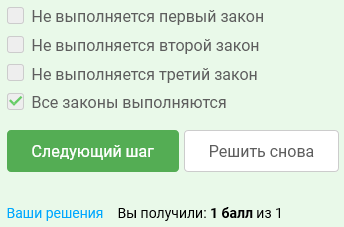 Не выполняется первый закон
Не выполняется второй закон
Не выполняется третий закон
Все законы выполняются
Следующий шаг Решить снова
Ваши решения Вы получили: 1 балл из 1